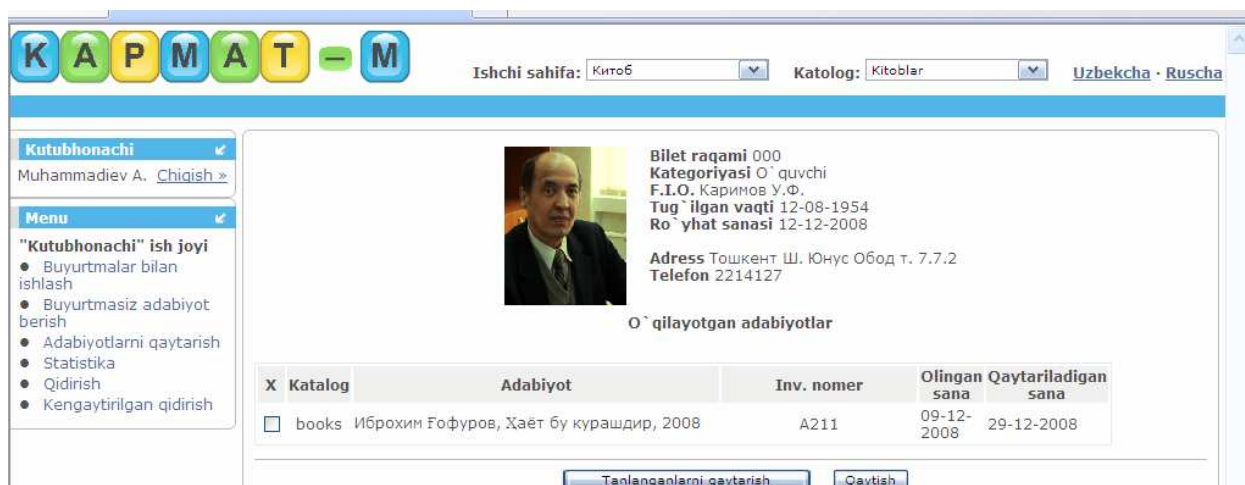 КАРМАТ–М
Ishchi sahifa: Китоб Katolog: Kitoblar Uzbekcha · Ruscha
Kutubhonachi
Muhammadiev A. Chiqish »
Menu
"Kutubhonachi" ish joyi
Buyurtmalar bilan
ishlash
Buyurtmasiz adabiyot
berish
Adabiyotlarni qaytarish
Statistika
Qidirish
Kengaytirilgan qidirish
Bilet raqami 000
Kategoriyasi O`quvchi
F.I.O. Каримов У.Ф.
Tug`ilgan vaqti 12-08-1954
Ro`yhat sanasi 12-12-2008
Adress Тошкент Ш. Юнус Обод т. 7.7.2
Telefon 2214127
O`qilayotgan adabiyotlar
X Katalog Adabiyot Inv. nomer Olingan sana Qaytariladigan sana
books Иброхим Ғофуров, Ҳаёт бу курашдир, 2008 A211 09-12-2008 29-12-2008
Tanlanganlarni qaytarish Qaytish